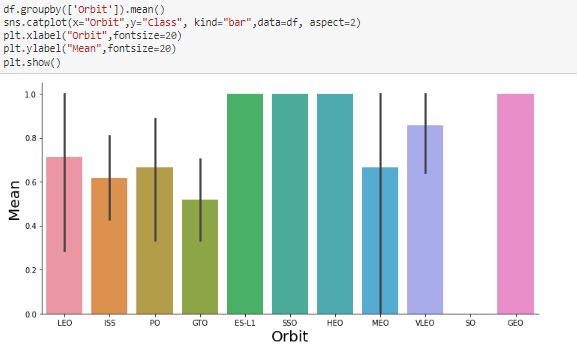 df.groupby(['Orbit']).mean()
sns.catplot(x="Orbit",y="Class", kind="bar",data=df, aspect=2)
plt.xlabel("Orbit",fontsize=20)
plt.ylabel("Mean",fontsize=20)
plt.show()
1.0
0.8
0.6
0.4
0.2
0.0
Mean
LEO ISS PO GTO ES-L1 SSO HEO MEO VLEO SO GEO
Orbit